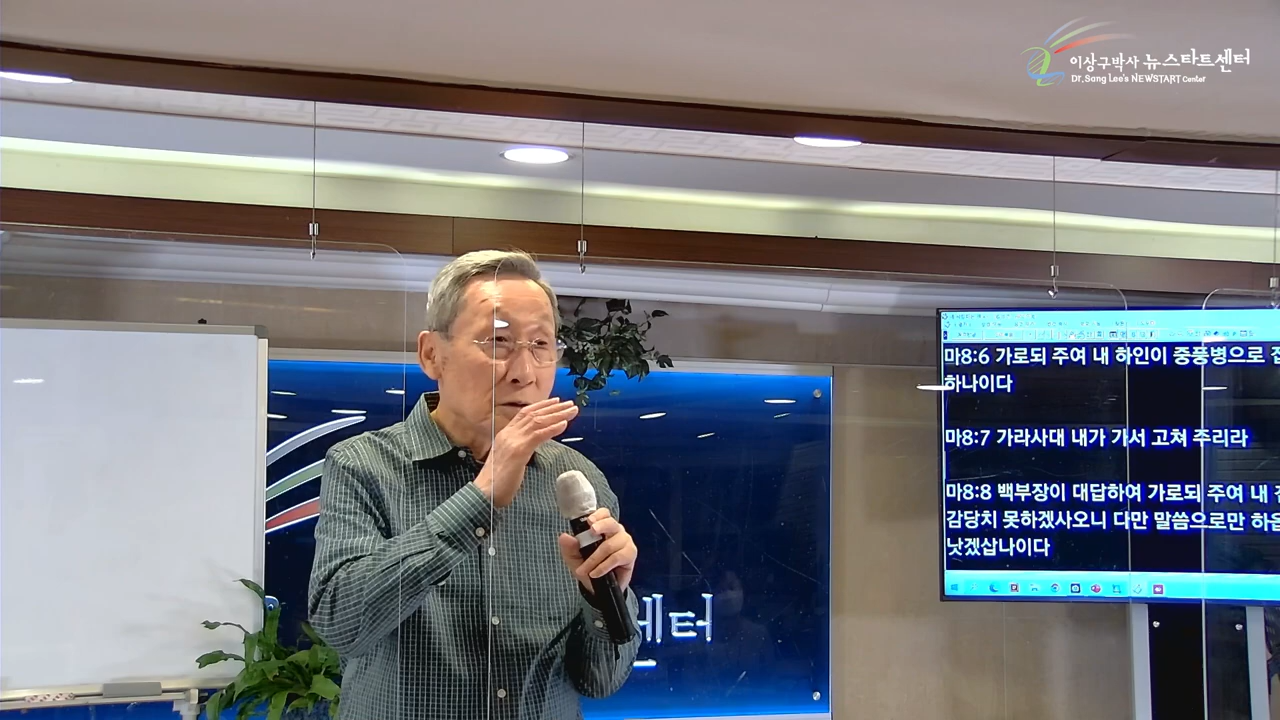 이상구박사 뉴스타트센터
Dr. Sang Lee's NEWSTART Center
마8:6 가로되 주여 내 하인이 중풍병으로
하나이다
마8:7 가라사대 내가 가서 고쳐 주리라
마8:8 백부장이 대답하여 가로되 주여 내
감당치 못하겠사오니 다만 말씀으로만
낫겠삽나이다
센터